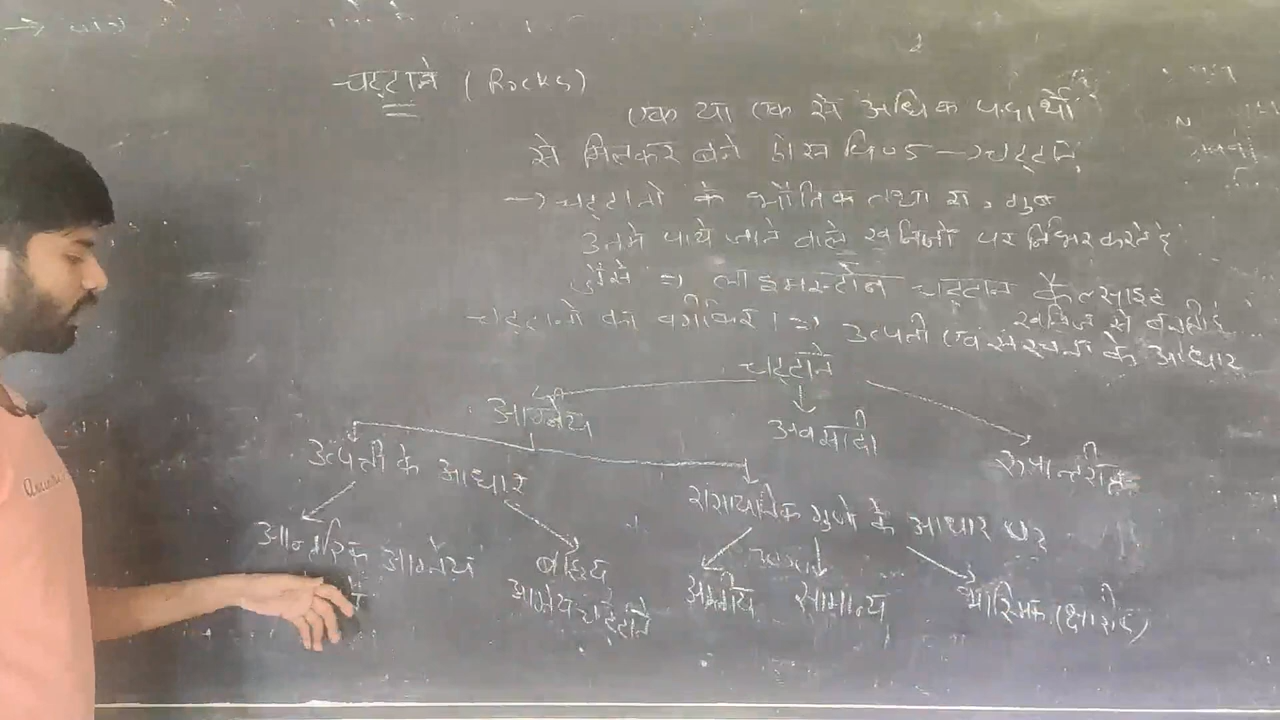 चट्टाने (Rocks)
एक या एक से अधिक पदार्थो
से मिलकर बने ठोस पिण्ड → चट्टाने
→ चट्टानो के भौतिक तथा रा. गुण
उनमे पाये जाने वाले खनिजो पर निर्भर करते है
जैसे ⇒ लाइमस्टोन चट्टान केल्साइट
खनिज से बनी है
चट्टानो का वर्गीकरण ⇒ उत्पती एवं संरचना के आधार
चट्टाने
आग्नेय अवसादी रूपान्तरीत
उत्पती के आधार रासायनिक गुणो के आधार पर
आन्तरिक आग्नेय बहिय
आग्नेय चट्टाने
अम्लीय सामान्य भास्मिक (क्षारीय)